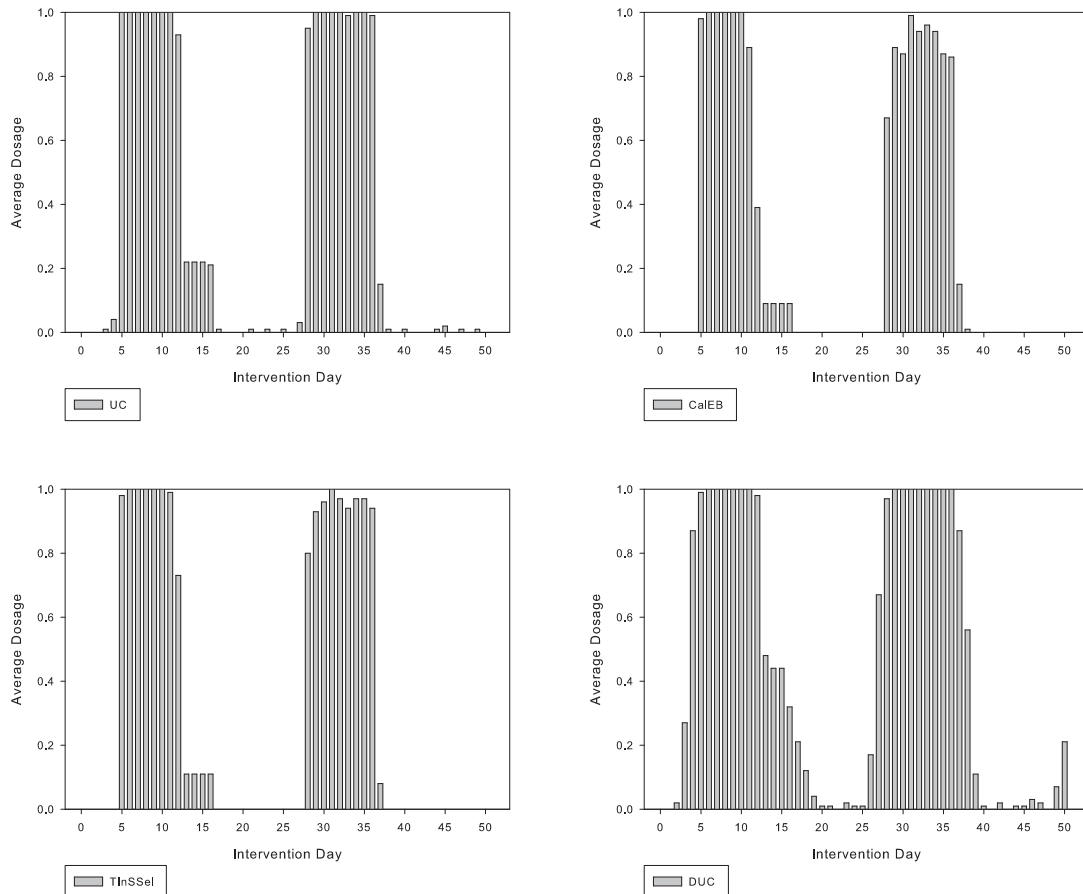 1.0 1.0
0.8 0.8
Average Dosage 0.6 Average Dosage 0.6
0.4 0.4
0.2 0.2
0.0 0.0
0 5 10 15 20 25 30 35 40 45 50 0 5 10 15 20 25 30 35 40 45 50
Intervention Day Intervention Day
UC CalEB
1.0 1.0
0.8 0.8
Average Dosage 0.6 Average Dosage 0.6
0.4 0.4
0.2 0.2
0.0 0.0
0 5 10 15 20 25 30 35 40 45 50 0 5 10 15 20 25 30 35 40 45 50
Intervention Day Intervention Day
TInSSel DUC